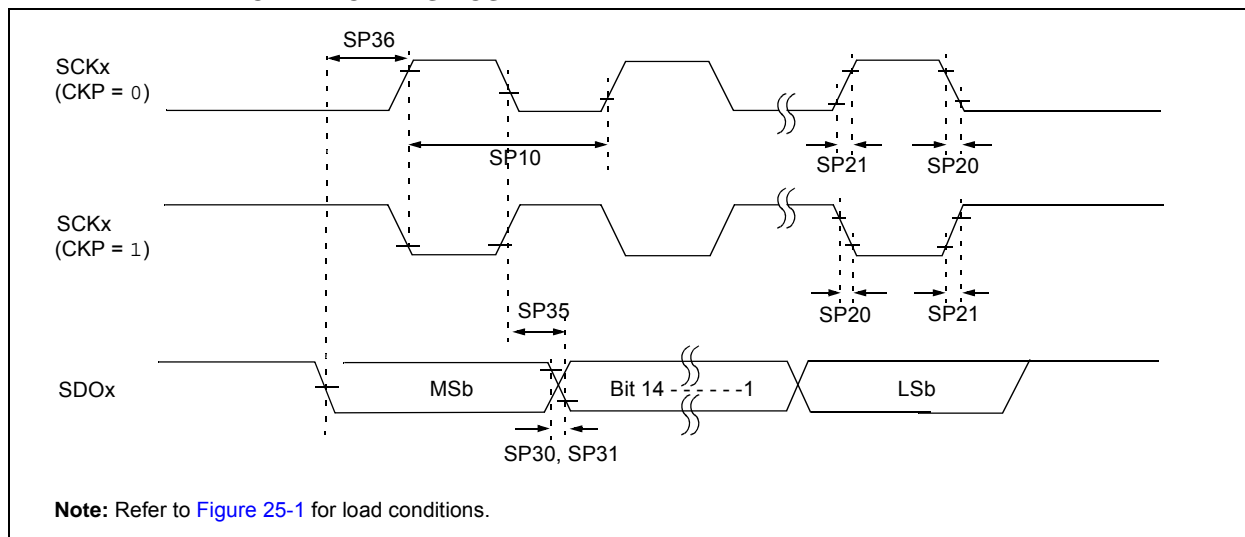 SP36
SCKx
(CKP = 0)
SP10
SP21
SP20
SCKx
(CKP = 1)
SP35
SP20
SP21
SDOx
MSb
Bit 14 - - - - - - -1
LSb
SP30, SP31
Note: Refer to Figure 25-1 for load conditions.